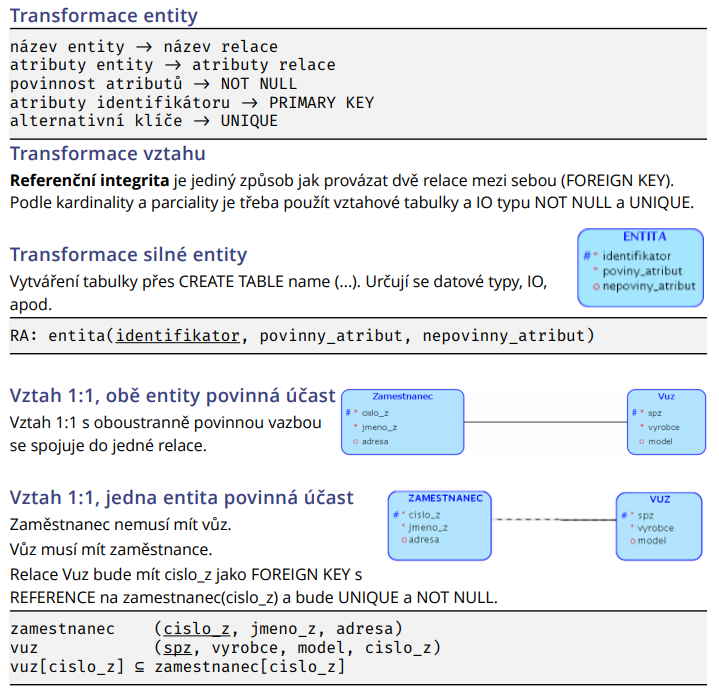 Transformace entity
název entity → název relace
atributy entity → atributy relace
povinnost atributů → NOT NULL
atributy identifikátoru → PRIMARY KEY
alternativní klíče → UNIQUE
Transformace vztahu
Referenční integrita je jediný způsob jak provázat dvě relace mezi sebou (FOREIGN KEY).
Podle kardinality a parciality je třeba použít vztahové tabulky a IO typu NOT NULL a UNIQUE.
Transformace silné entity
Vytváření tabulky přes CREATE TABLE name (...). Určují se datové typy, IO,
apod.
ENTITA
#* identifikator
* poviny_atribut
o nepoviny_atribut
RA: entita(identifikator, povinny_atribut, nepovinny_atribut)
Vztah 1:1, obě entity povinná účast
Vztah 1:1 s oboustranně povinnou vazbou
se spojuje do jedné relace.
Zamestnanec
# * cislo_z
* jmeno_z
o adresa
Vuz
# * spz
* vyrobce
o model
Vztah 1:1, jedna entita povinná účast
Zaměstnanec nemusí mít vůz.
Vůz musí mít zaměstnance.
Relace Vuz bude mít cislo_z jako FOREIGN KEY s
REFERENCE na zamestnanec(cislo_z) a bude UNIQUE a NOT NULL.
ZAMESTNANEC
# * cislo_z
* jmeno_z
o adresa
VUZ
# * spz
* vyrobce
o model
zamestnanec (cislo_z, jmeno_z, adresa)
vuz (spz, vyrobce, model, cislo_z)
vuz[cislo_z] ⊆ zamestnanec[cislo_z]